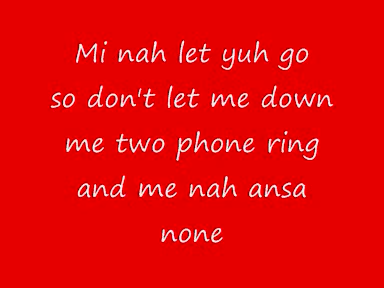 Mi nah let yuh go
so don't let me down
me two phone ring
and me nah ansa
none